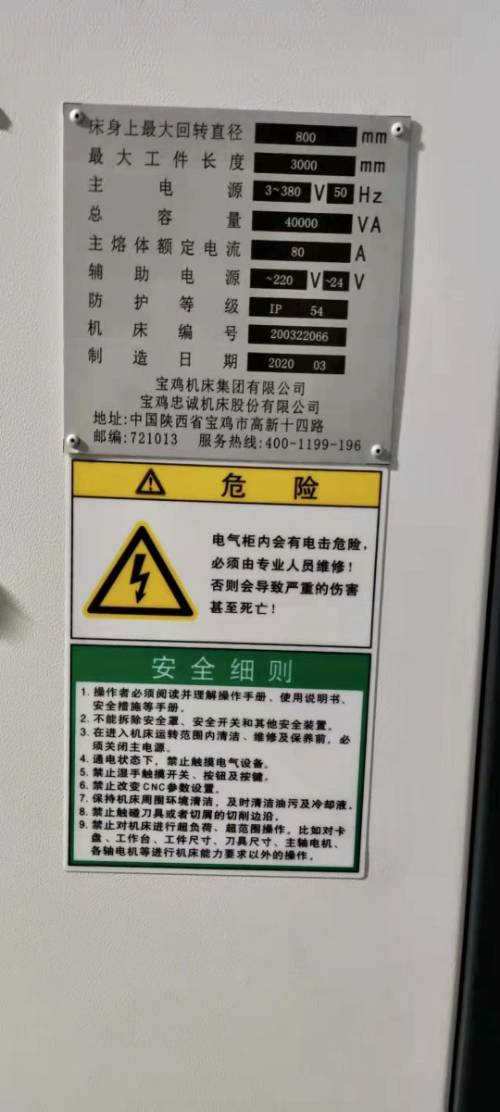 床身上最大回转直径 800 mm
最大工件长度 3000 mm
主电源 3~380 V 50 Hz
总容量 40000 VA
主熔体额定电流 80 A
辅助电源 ~220 V ~24 V
防护等级 IP 54
机床编号 200322066
制造日期 2020 03
宝鸡机床集团有限公司
宝鸡忠诚机床股份有限公司
地址:中国陕西省宝鸡市高新十四路
邮编:721013 服务热线:400-1199-196
危险
电气柜内会有电击危险，
必须由专业人员维修！
否则会导致严重的伤害
甚至死亡！
安全细则
1. 操作者必须阅读并理解操作手册、使用说明书、
安全措施等手册。
2. 不能拆除安全罩、安全开关和其他安全装置。
3. 在进入机床运转范围内清洁、维修及保养前，必
须关闭主电源。
4. 通电状态下，禁止触摸电气设备。
5. 禁止湿手触摸开关、按钮及按键。
6. 禁止改变CNC参数设置。
7. 保持机床周围环境清洁，及时清洁油污及冷却液。
8. 禁止触碰刀具或者切屑的切削边沿。
9. 禁止对机床进行超负荷、超范围操作。比如对卡
盘、工作台、工件尺寸、刀具尺寸、主轴电机、
各轴电机等进行机床能力要求以外的操作。